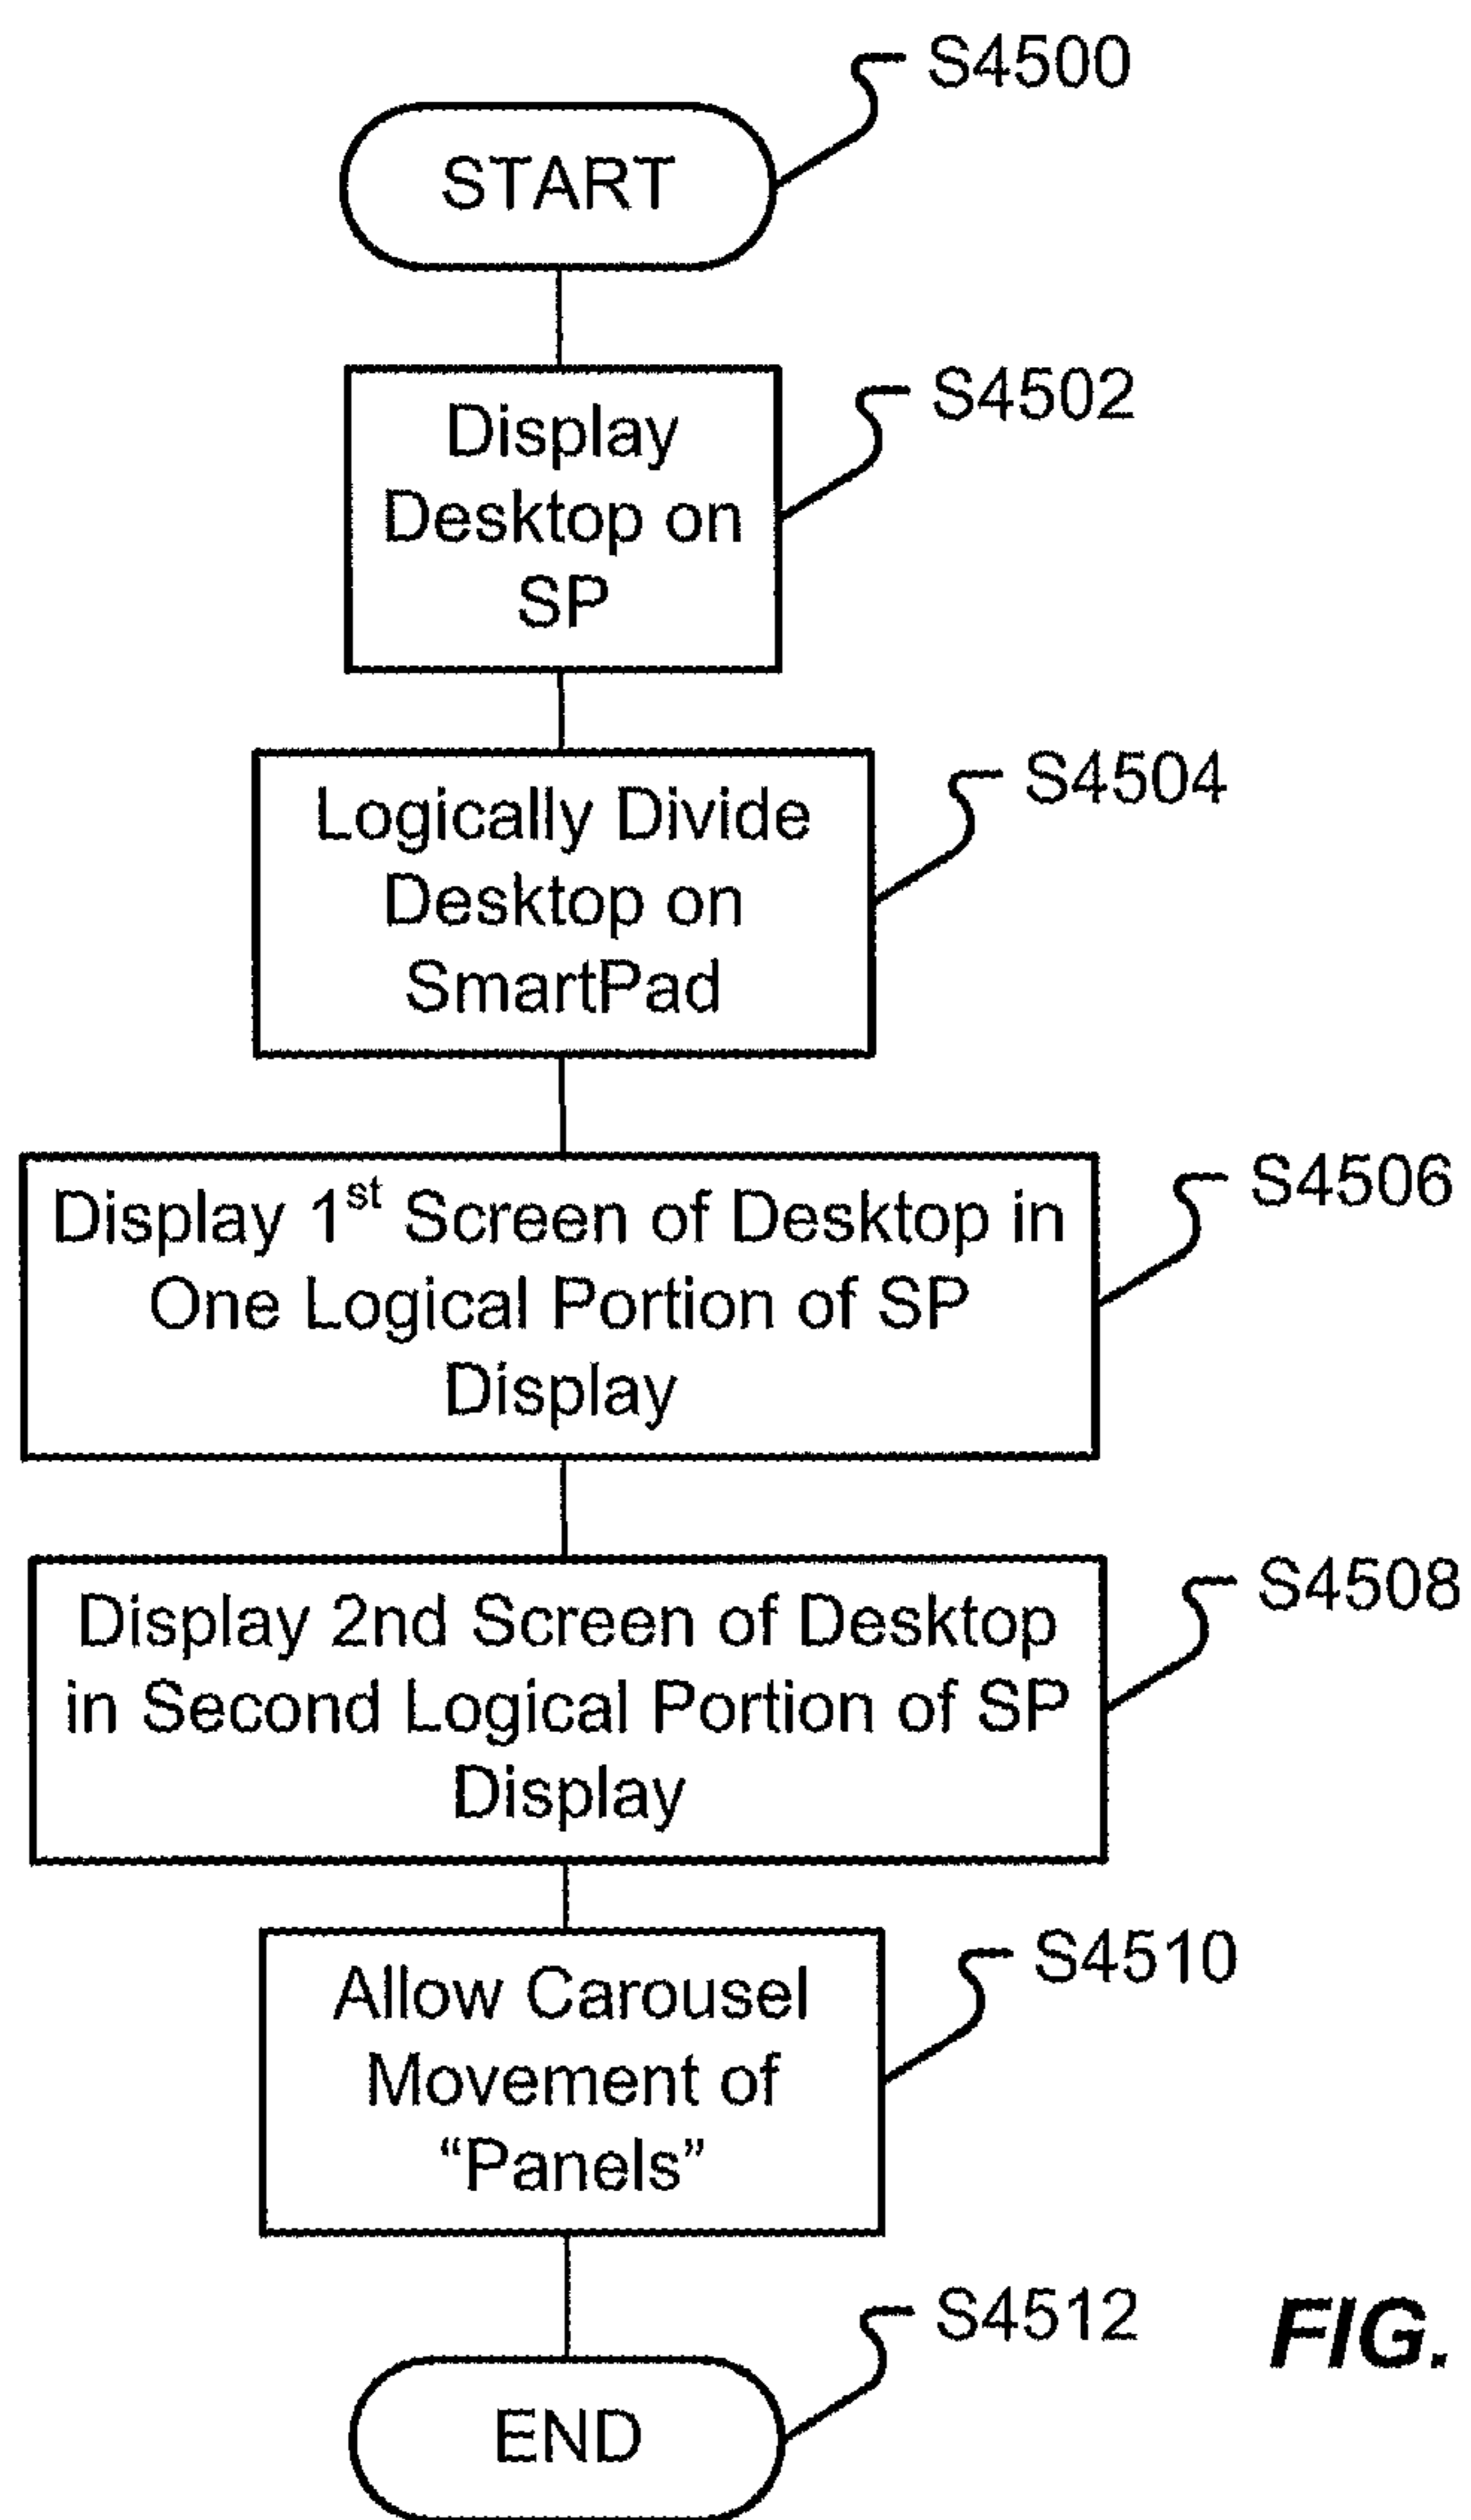 S4500
START
S4502
Display
Desktop on
SP
S4504
Logically Divide
Desktop on
SmartPad
S4506
Display 1st Screen of Desktop in
One Logical Portion of SP
Display
S4508
Display 2nd Screen of Desktop
in Second Logical Portion of SP
Display
S4510
Allow Carousel
Movement of
“Panels”
S4512
FIG.
END